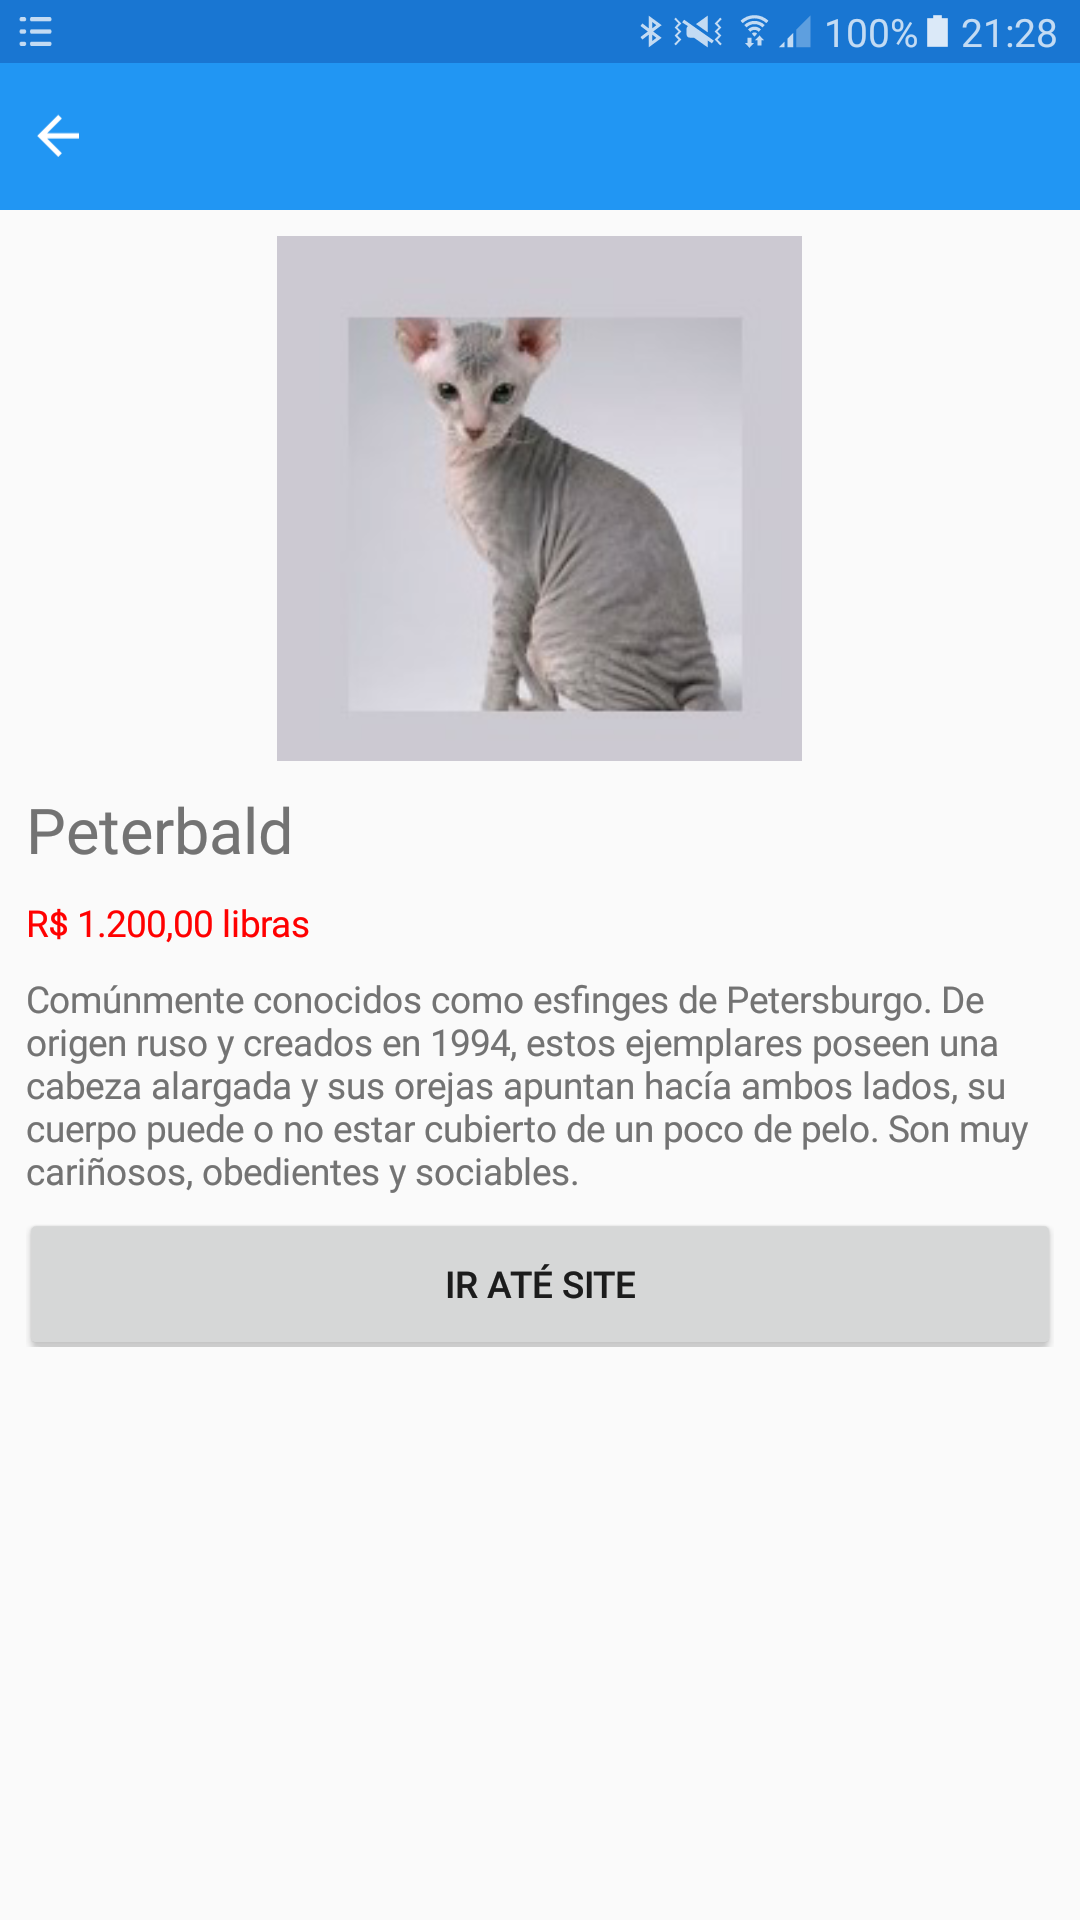 100% 21:28
Peterbald
R$ 1.200,00 libras
Comúnmente conocidos como esfinges de Petersburgo. De
origen ruso y creados en 1994, estos ejemplares poseen una
cabeza alargada y sus orejas apuntan hacía ambos lados, su
cuerpo puede o no estar cubierto de un poco de pelo. Son muy
cariñosos, obedientes y sociables.
IR ATÉ SITE